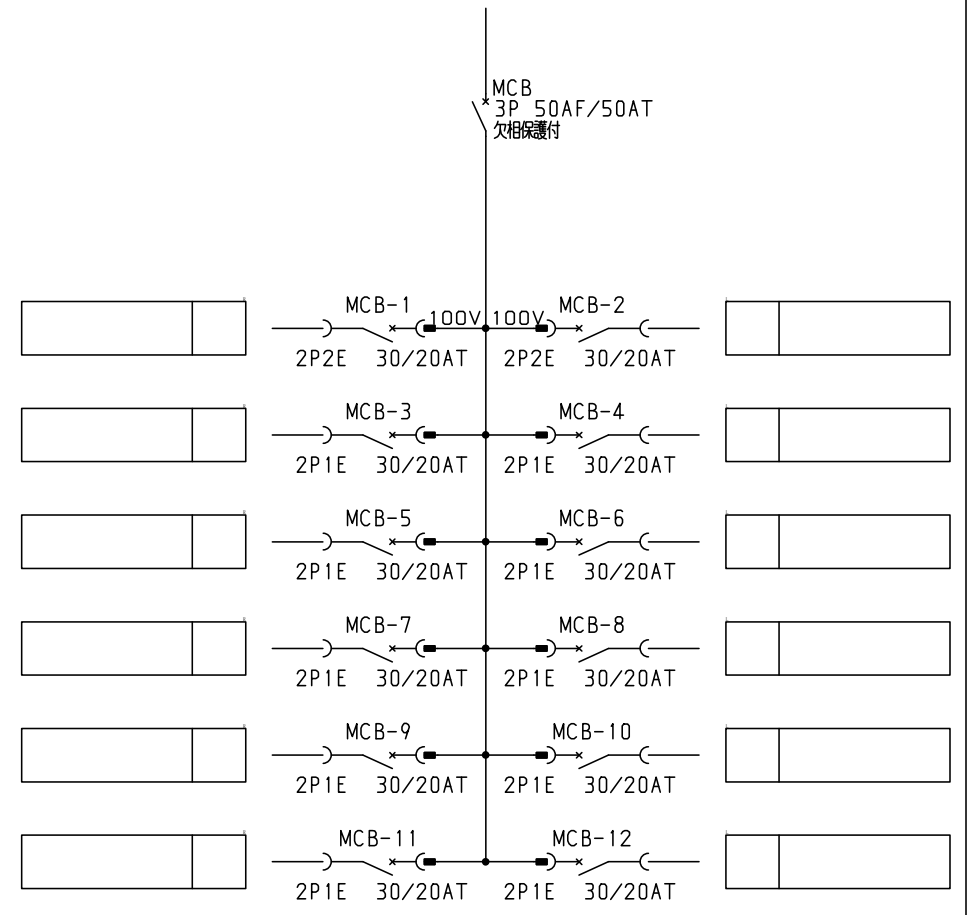 MCB
3P 50AF/50AT
欠相保護付
MCB-1
100V
100V
MCB-2
2P2E 30/20AT
2P2E 30/20AT
MCB-3
MCB-4
2P1E 30/20AT
2P1E 30/20AT
MCB-5
MCB-6
2P1E 30/20AT
2P1E 30/20AT
MCB-7
MCB-8
2P1E 30/20AT
2P1E 30/20AT
MCB-9
MCB-10
2P1E 30/20AT
2P1E 30/20AT
MCB-11
MCB-12
2P1E 30/20AT
2P1E 30/20AT